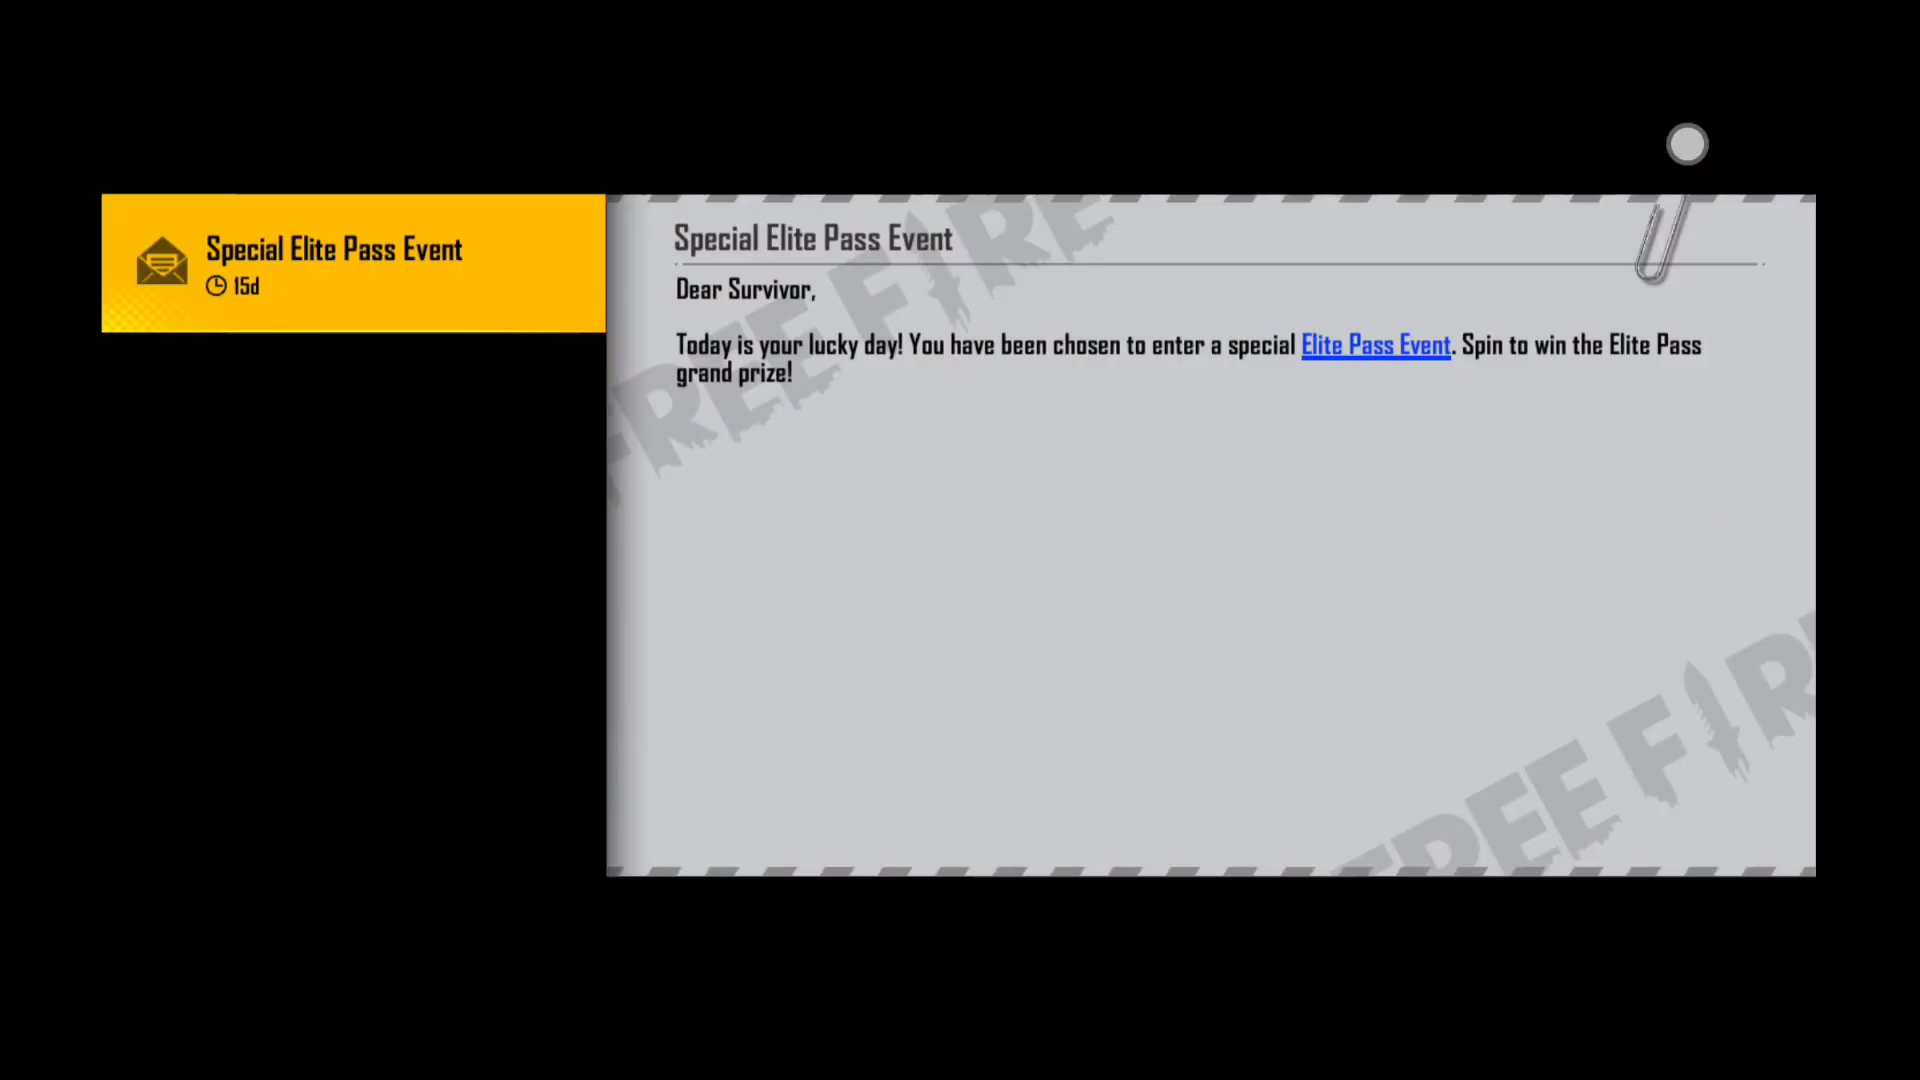 Special Elite Pass Event
15d
Special Elite Pass Event
Dear Survivor,
Today is your lucky day! You have been chosen to enter a special Elite Pass Event. Spin to win the Elite Pass
grand prize!
FREE FIRE
FREE FIRE